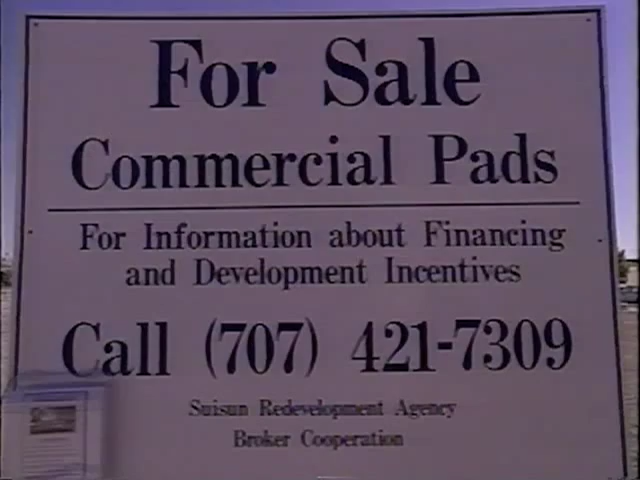 For Sale
Commercial Pads
For Information about Financing
and Development Incentives
Call (707) 421-7309
Suisun Redevelopment Agency
Broker Cooperation